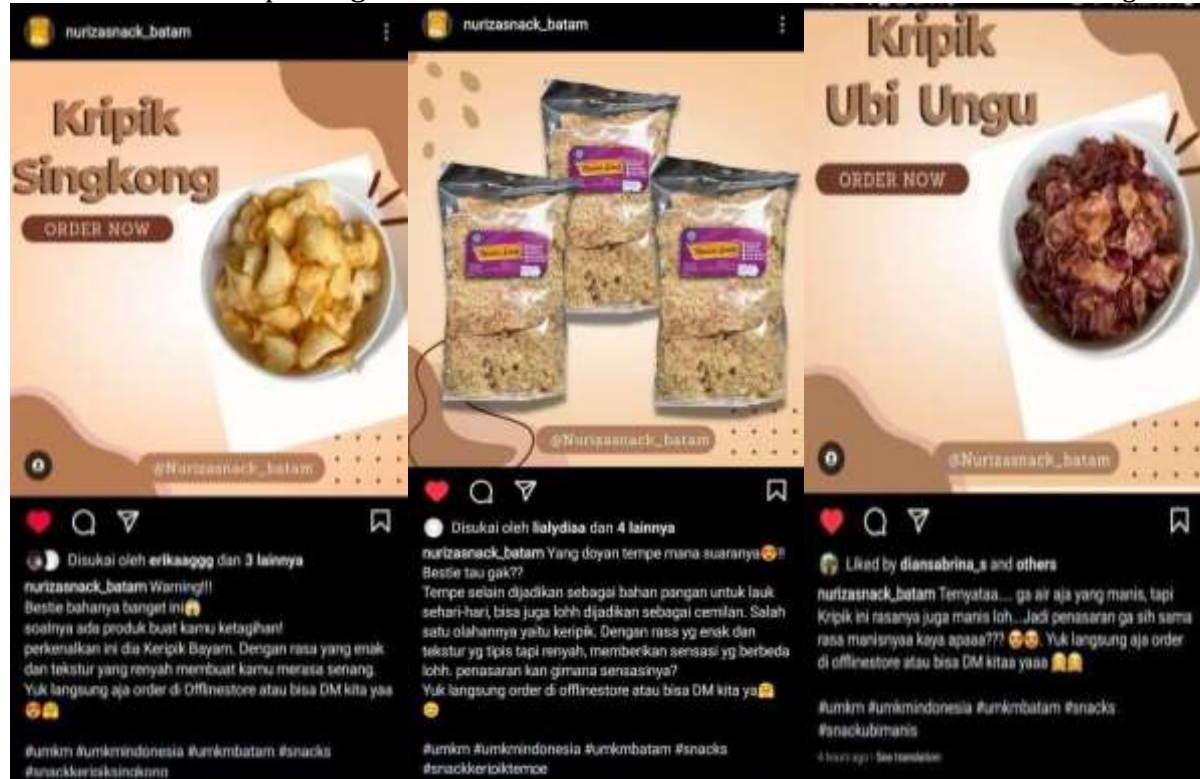 nurizasnack_batam
Kripik
Singkong
ORDER NOW
@Nurizasnack_batam
Disukai oleh erikaaggg dan 3 lainnya
nurizasnack_batam Warning!!!
Bestie bahanya banget ini😱
soalnya ada produk buat kamu ketagihan!
perkenalkan ini dia Keripik Bayam. Dengan rasa yang enak
dan tekstur yang renyah membuat kamu merasa senang.
Yuk langsung aja order di Offlinestore atau bisa DM kita yaa
😍🤗
#umkm #umkmindonesia #umkmbatam #snacks
#snackkeripiksingkong
nurizasnack_batam
@Nurizasnack_batam
Disukai oleh lialydiaa dan 4 lainnya
nurizasnack_batam Yang doyan tempe mana suaranya😍!!
Bestie tau gak??
Tempe selain dijadikan sebagai bahan pangan untuk lauk
sehari-hari, bisa juga lohh dijadikan sebagai cemilan. Salah
satu olahannya yaitu keripik. Dengan rasa yg enak dan
tekstur yg tipis tapi renyah, memberikan sensasi yg berbeda
lohh. penasaran kan gimana sensasinya?
Yuk langsung order di offlinestore atau bisa DM kita ya🤗
😊
#umkm #umkmindonesia #umkmbatam #snacks
#snackkeripiktempe
Kripik
Ubi Ungu
ORDER NOW
@Nurizasnack_batam
Liked by diansabrina_s and others
nurizasnack_batam Ternyataa.... ga air aja yang manis, tapi
Kripik ini rasanya juga manis loh... Jadi penasaran ga sih sama
rasa manisnyaa kaya apaaa??? 🥺🥺. Yuk langsung aja order
di offlinestore atau bisa DM kitaa yaaa 🤗🤗
#umkm #umkmindonesia #umkmbatam #snacks
#snackubimanis
4 hours ago · See translation